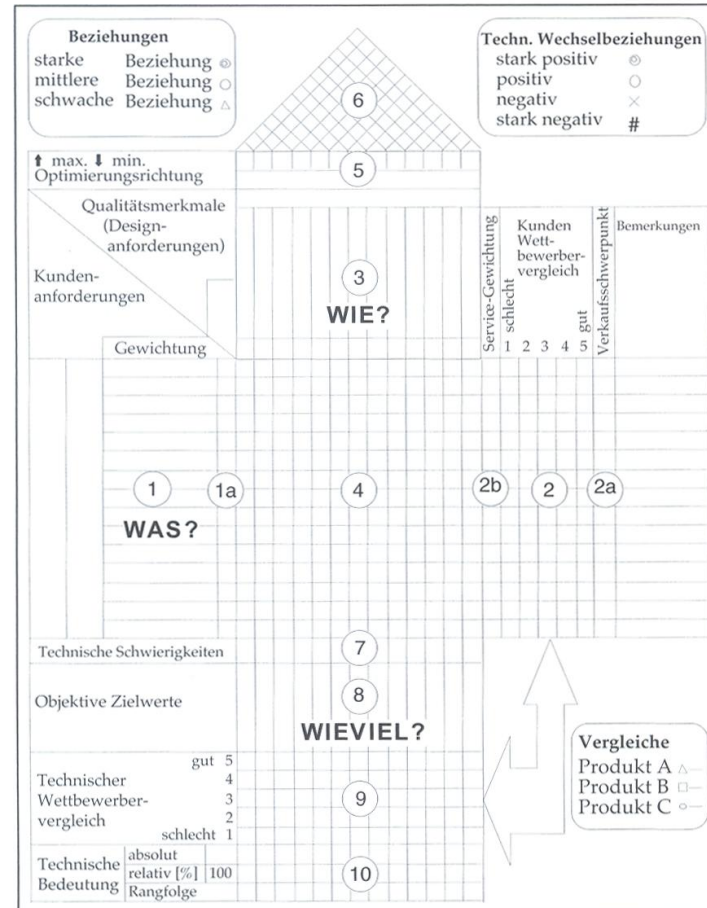 Beziehungen
starke Beziehung ◎
mittlere Beziehung ○
schwache Beziehung △
Techn. Wechselbeziehungen
stark positiv ◎
positiv ○
negativ ×
stark negativ #
6
⬆ max. ⬇ min.
Optimierungsrichtung
5
Qualitätsmerkmale
(Design-
anforderungen)
Kunden-
anforderungen
Gewichtung
3
WIE?
Service-Gewichtung
Kunden
Wett-
bewerber-
vergleich
schlecht
gut
1 2 3 4 5
Verkaufsschwerpunkt
Bemerkungen
1
1a
4
2b
2
2a
WAS?
Technische Schwierigkeiten
7
Objektive Zielwerte
8
WIEVIEL?
Technischer
Wettbewerber-
vergleich
gut 5
4
3
2
schlecht 1
9
Vergleiche
Produkt A △
Produkt B □
Produkt C ○
Technische
Bedeutung
absolut
relativ [%] 100
Rangfolge
10